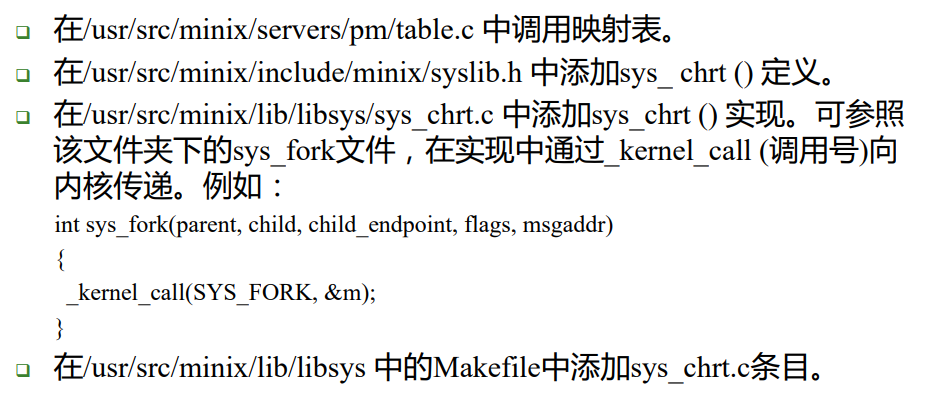 在/usr/src/minix/servers/pm/table.c 中调用映射表。
在/usr/src/minix/include/minix/syslib.h 中添加sys_ chrt () 定义。
在/usr/src/minix/lib/libsys/sys_chrt.c 中添加sys_chrt () 实现。可参照
该文件夹下的sys_fork文件，在实现中通过_kernel_call (调用号)向
内核传递。例如：
int sys_fork(parent, child, child_endpoint, flags, msgaddr)
{
_kernel_call(SYS_FORK, &m);
}
在/usr/src/minix/lib/libsys 中的Makefile中添加sys_chrt.c条目。